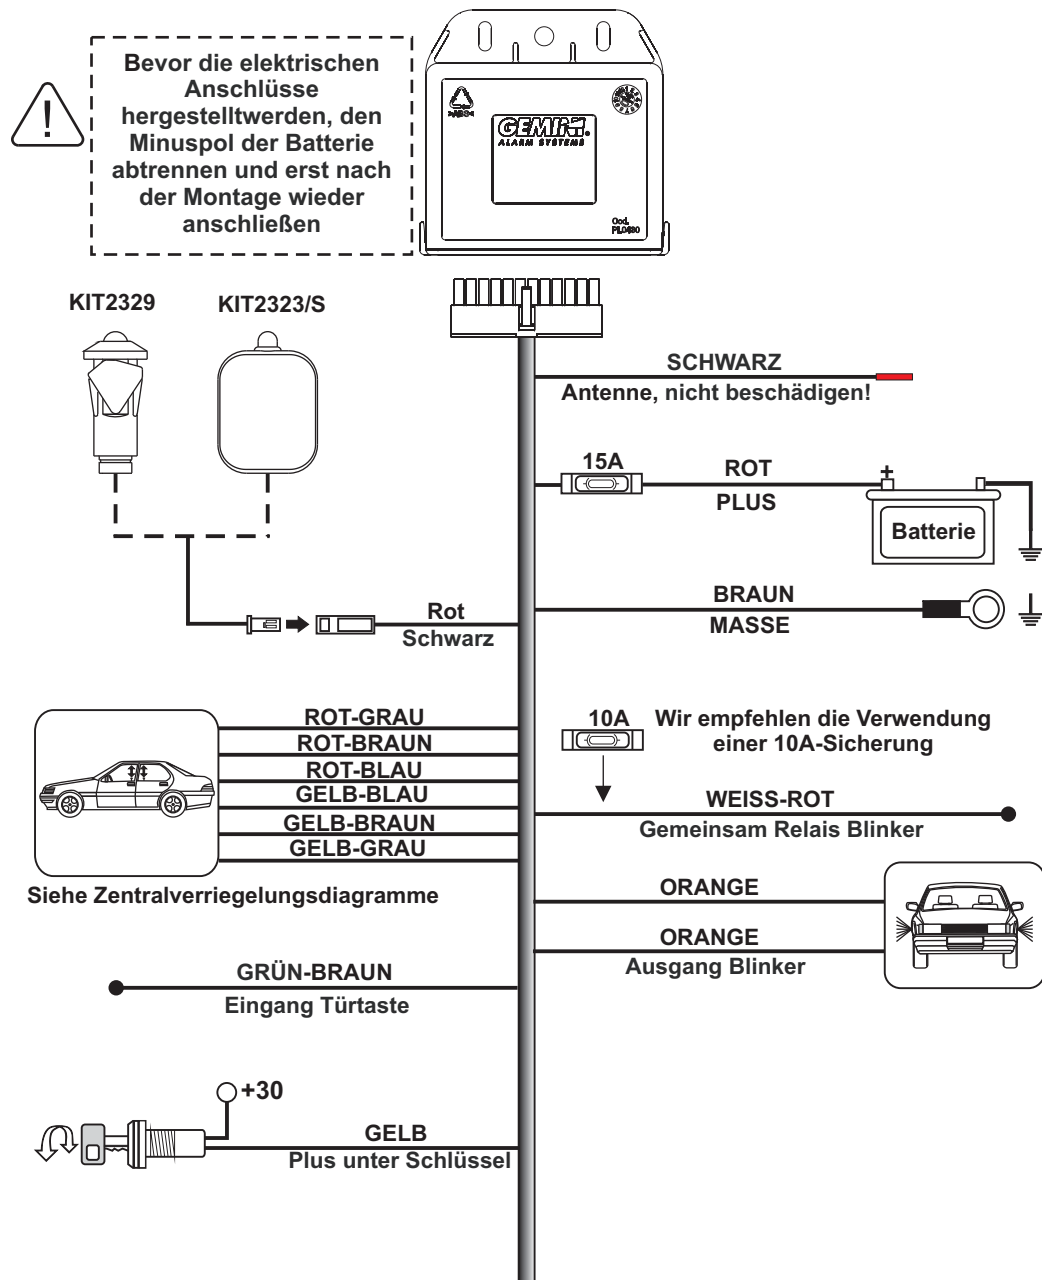 Bevor die elektrischen
Anschlüsse
hergestelltwerden, den
Minuspol der Batterie
abtrennen und erst nach
der Montage wieder
anschließen
!
GEMINI.
ALARM SYSTEMS
>ABS<
Cod.
KIT2329
KIT2323/S
SCHWARZ
Antenne, nicht beschädigen!
15A
ROT
PLUS
+
Batterie
BRAUN
MASSE
Rot
Schwarz
ROT-GRAU
ROT-BRAUN
ROT-BLAU
GELB-BLAU
GELB-BRAUN
GELB-GRAU
Siehe Zentralverriegelungsdiagramme
10A
Wir empfehlen die Verwendung
einer 10A-Sicherung
WEISS-ROT
Gemeinsam Relais Blinker
ORANGE
ORANGE
Ausgang Blinker
GRÜN-BRAUN
Eingang Türtaste
+30
GELB
Plus unter Schlüssel